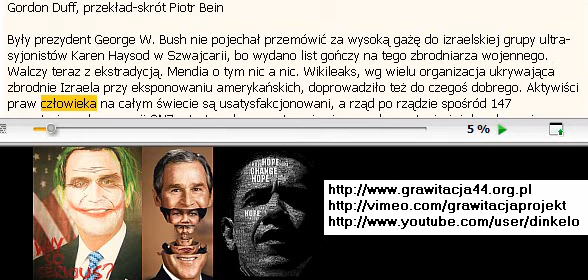 Gordon Duff, przekład-skrót Piotr Bein
Były prezydent George W. Bush nie pojechał przemówić za wysoką gażę do izraelskiej grupy ultra-
syjonistów Karen Haysod w Szwajcarii, bo wydano list gończy na tego zbrodniarza wojennego.
Walczy teraz z ekstradycją. Mendia o tym nic a nic. Wikileaks, wg wielu organizacja ukrywająca
zbrodnie Izraela przy eksponowaniu amerykańskich, doprowadziło też do czegoś dobrego. Aktywiści
praw człowieka na całym świecie są usatysfakcjonowani, a rząd po rządzie spośród 147
5 %
HOPE
CHANGE
HOPE
http://www.grawitacja44.org.pl
http://vimeo.com/grawitacjaprojekt
http://www.youtube.com/user/dinkelo
WHY
SO
SERIOUS?